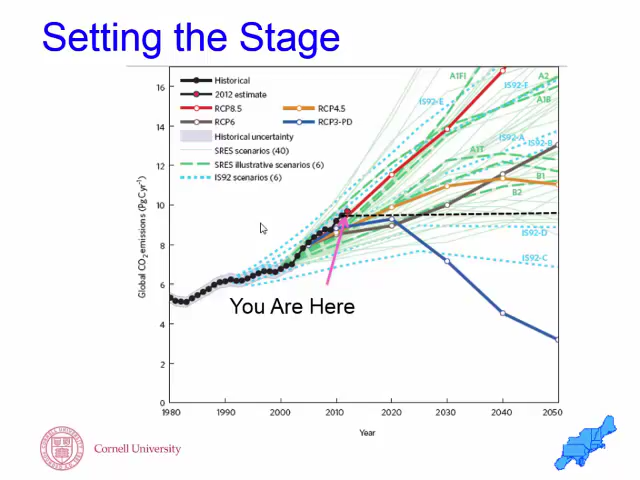 Setting the Stage
Historical
2012 estimate
RCP8.5 RCP4.5
RCP6 RCP3-PD
Historical uncertainty
SRES scenarios (40)
SRES illustrative scenarios (6)
IS92 scenarios (6)
A1FI
A2
IS92-F
IS92-E
A1B
IS92-A
IS92-B
A1T
B1
B2
IS92-D
IS92-C
Global CO2 emissions (Pg C yr⁻¹)
16
14
12
10
8
6
4
2
0
You Are Here
1980 1990 2000 2010 2020 2030 2040 2050
Year
Cornell University